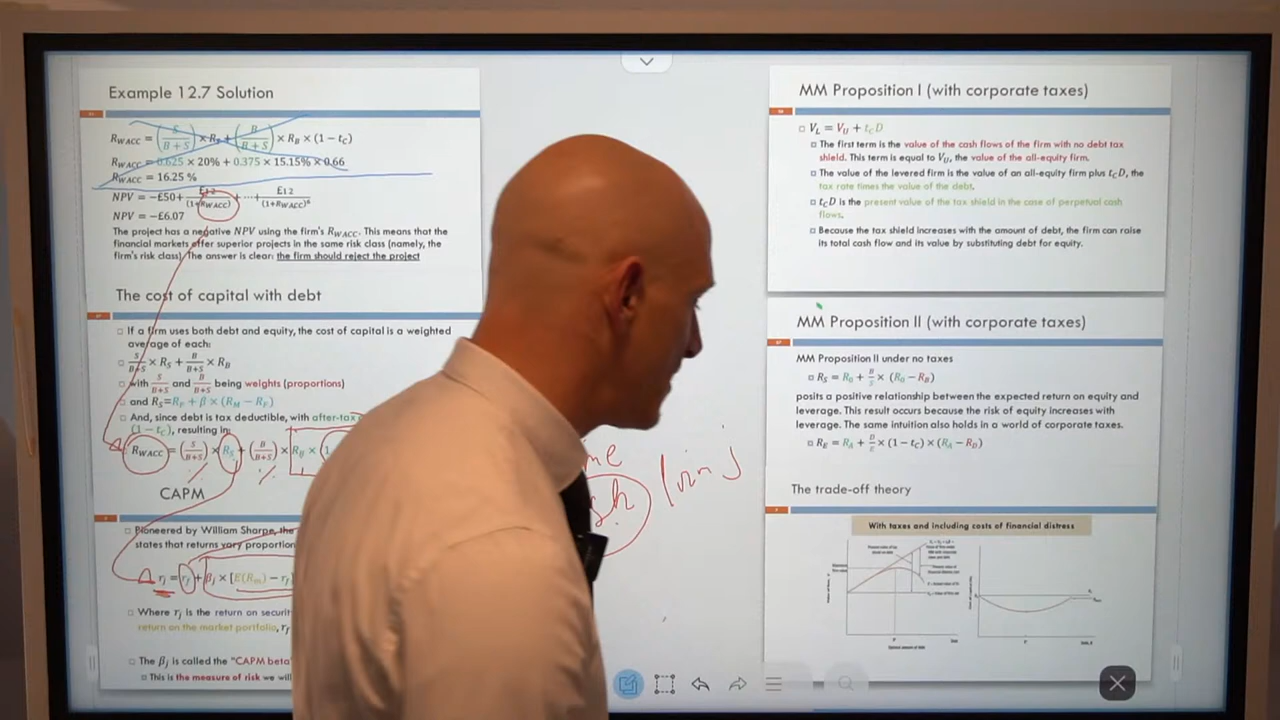 Example 12.7 Solution
R_WACC = (S/(B+S)) × R_S + (B/(B+S)) × R_B × (1 − t_C)
R_WACC = 0.625 × 20% + 0.375 × 15.15% × 0.66
R_WACC = 16.25 %
NPV = −£50 + £12/(1+R_WACC) + ⋯ + £12/(1+R_WACC)
NPV = −£6.07
The project has a negative NPV using the firm's R_WACC. This means that the
financial markets offer superior projects in the same risk class (namely, the
firm's risk class). The answer is clear: the firm should reject the project
The cost of capital with debt
If a firm uses both debt and equity, the cost of capital is a weighted
average of each:
S/(B+S) × R_S + B/(B+S) × R_B
with S/(B+S) and B/(B+S) being weights (proportions)
and R_S=R_F + β × (R_M − R_F)
And, since debt is tax deductible, with after-tax
(1 − t_C), resulting in:
R_WACC = (S/(B+S)) × R_S + (B/(B+S)) × R_B × (1
CAPM
Pioneered by William Sharpe, the
states that returns vary proportion
r_j = r_f + β_j × [E(R_m) − r_f
Where r_j is the return on securit
return on the market portfolio, r_f
The β_j is called the "CAPM beta
This is the measure of risk we wil
MM Proposition I (with corporate taxes)
V_L = V_U + t_C D
The first term is the value of the cash flows of the firm with no debt tax
shield. This term is equal to V_U, the value of the all-equity firm.
The value of the levered firm is the value of an all-equity firm plus t_C D, the
tax rate times the value of the debt.
t_C D is the present value of the tax shield in the case of perpetual cash
flows.
Because the tax shield increases with the amount of debt, the firm can raise
its total cash flow and its value by substituting debt for equity.
MM Proposition II (with corporate taxes)
MM Proposition II under no taxes
R_S = R_0 + B/S × (R_0 − R_B)
posits a positive relationship between the expected return on equity and
leverage. This result occurs because the risk of equity increases with
leverage. The same intuition also holds in a world of corporate taxes.
R_E = R_A + D/E × (1 − t_C) × (R_A − R_D)
The trade-off theory
With taxes and including costs of financial distress